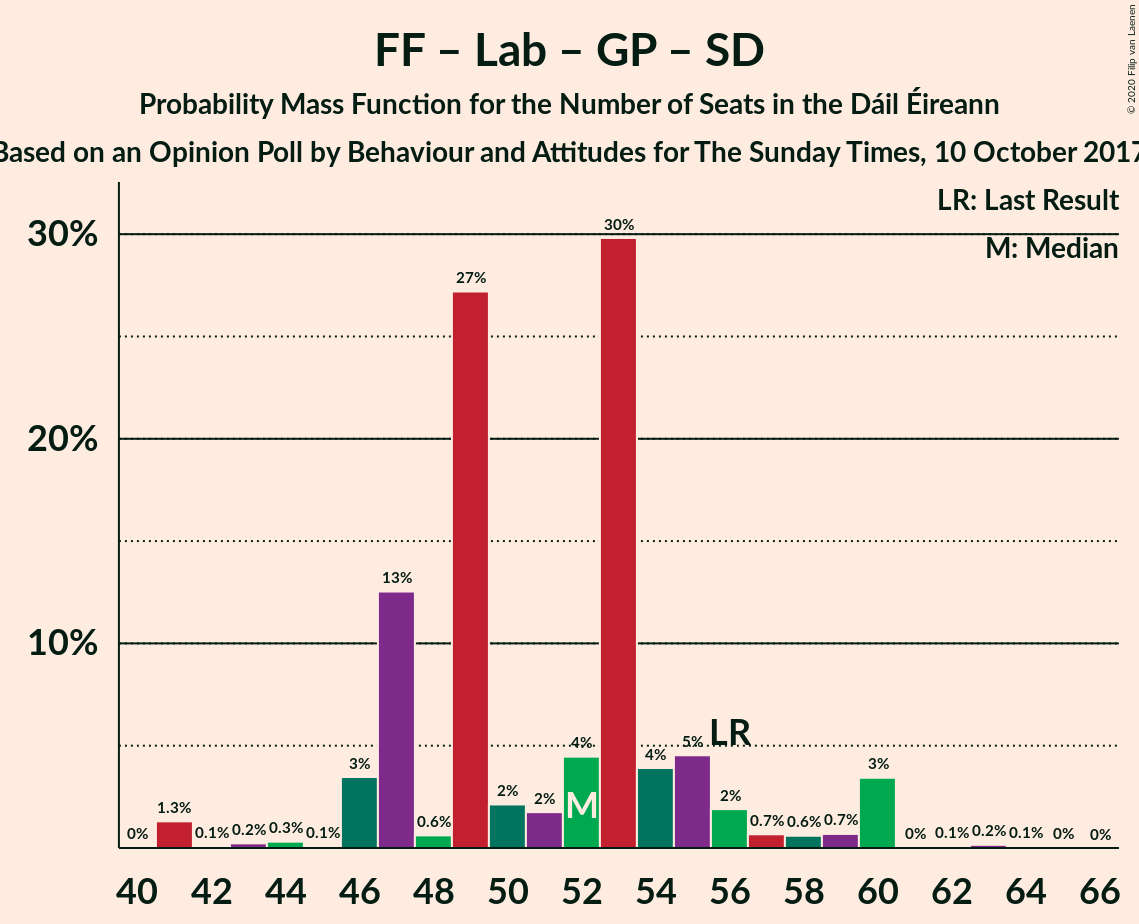 FF – Lab – GP – SD
Probability Mass Function for the Number of Seats in the Dáil Éireann
Based on an Opinion Poll by Behaviour and Attitudes for The Sunday Times, 10 October 2017
© 2020 Filip van Laenen
LR: Last Result
M: Median
30%
20%
10%
0% 1.3% 0.1% 0.2% 0.3% 0.1% 3% 13% 0.6% 27% 2% 2% 4% 30% 4% 5% 2% 0.7% 0.6% 0.7% 3% 0% 0.1% 0.2% 0.1% 0% 0%
LR
M
40 42 44 46 48 50 52 54 56 58 60 62 64 66